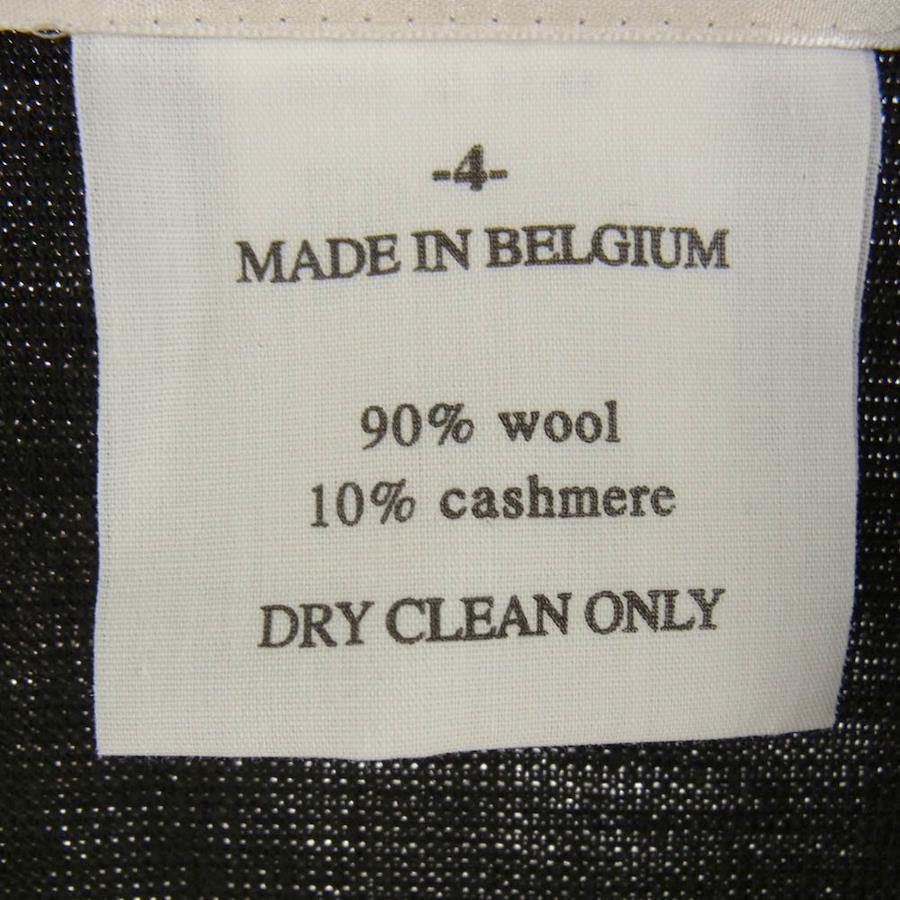 -4-
MADE IN BELGIUM
90% wool
10% cashmere
DRY CLEAN ONLY